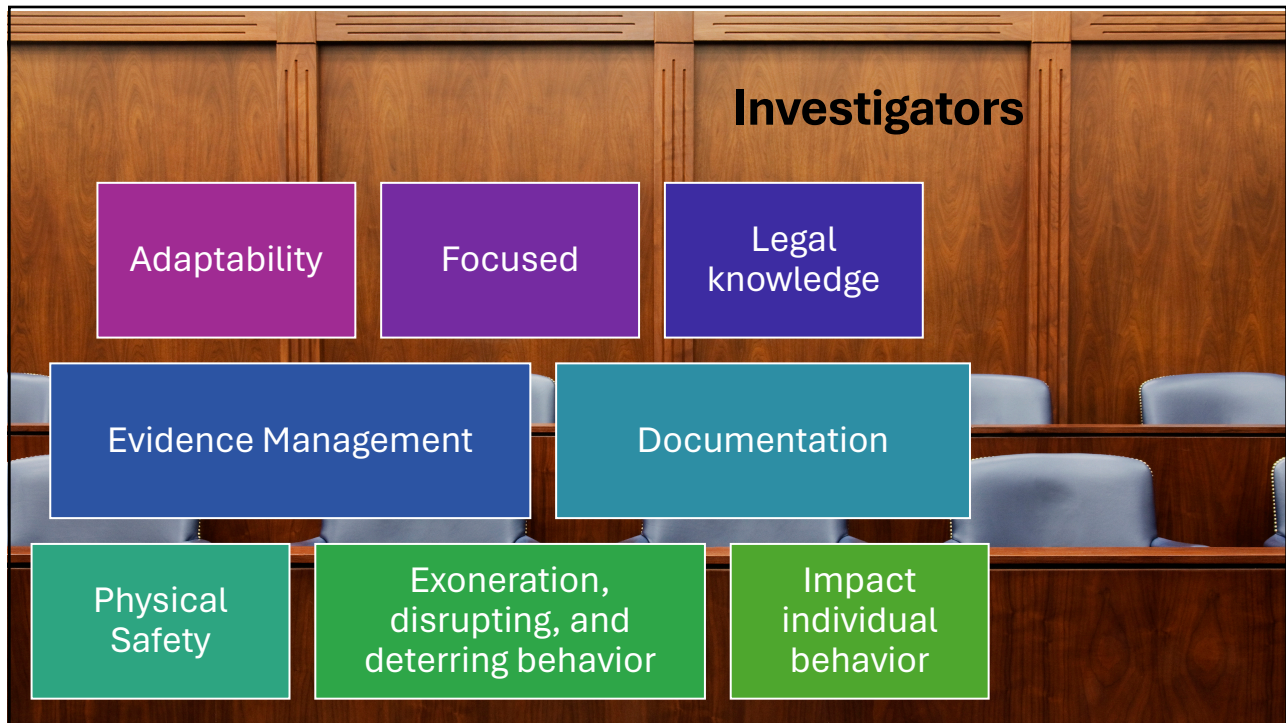 Investigators
Adaptability
Focused
Legal
knowledge
Evidence Management
Documentation
Physical
Safety
Exoneration,
disrupting, and
deterring behavior
Impact
individual
behavior